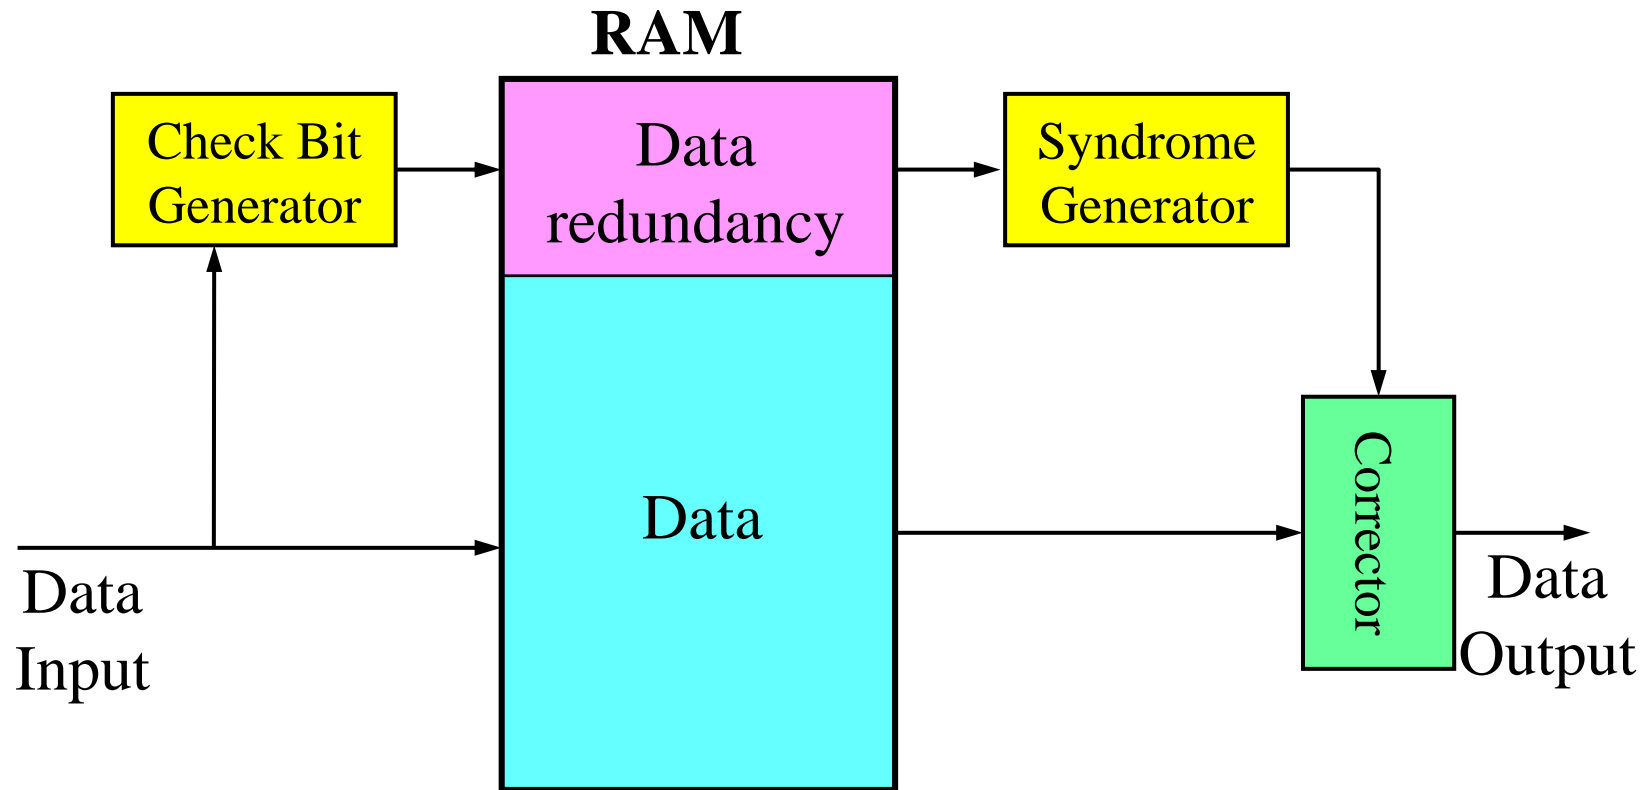 RAM
Check Bit
Generator
Data
redundancy
Syndrome
Generator
Data
Corrector
Data
Input
Data
Output